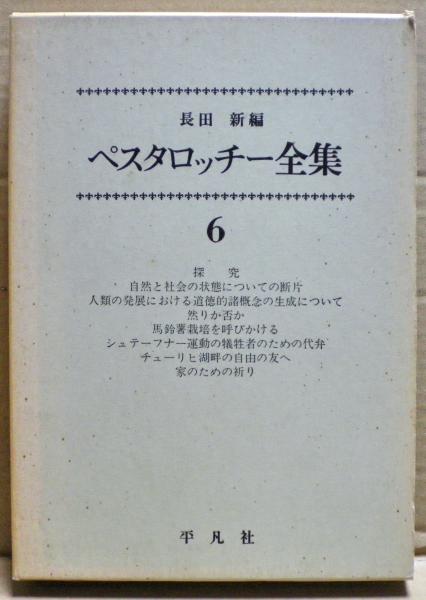 長田 新編
ペスタロッチー全集
6
探究
自然と社会の状態についての断片
人類の発展における道徳的諸概念の生成について
然りか否か
馬鈴薯栽培を呼びかける
シュテーフナー運動の犠牲者のための代弁
チューリヒ湖畔の自由の友へ
家のための祈り
平凡社